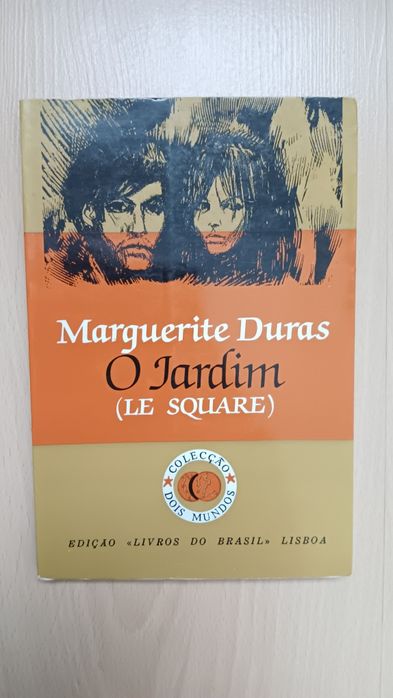 Marguerite Duras
O Jardim
(LE SQUARE)
COLECÇÃO
DOIS MUNDOS
EDIÇÃO «LIVROS DO BRASIL» LISBOA